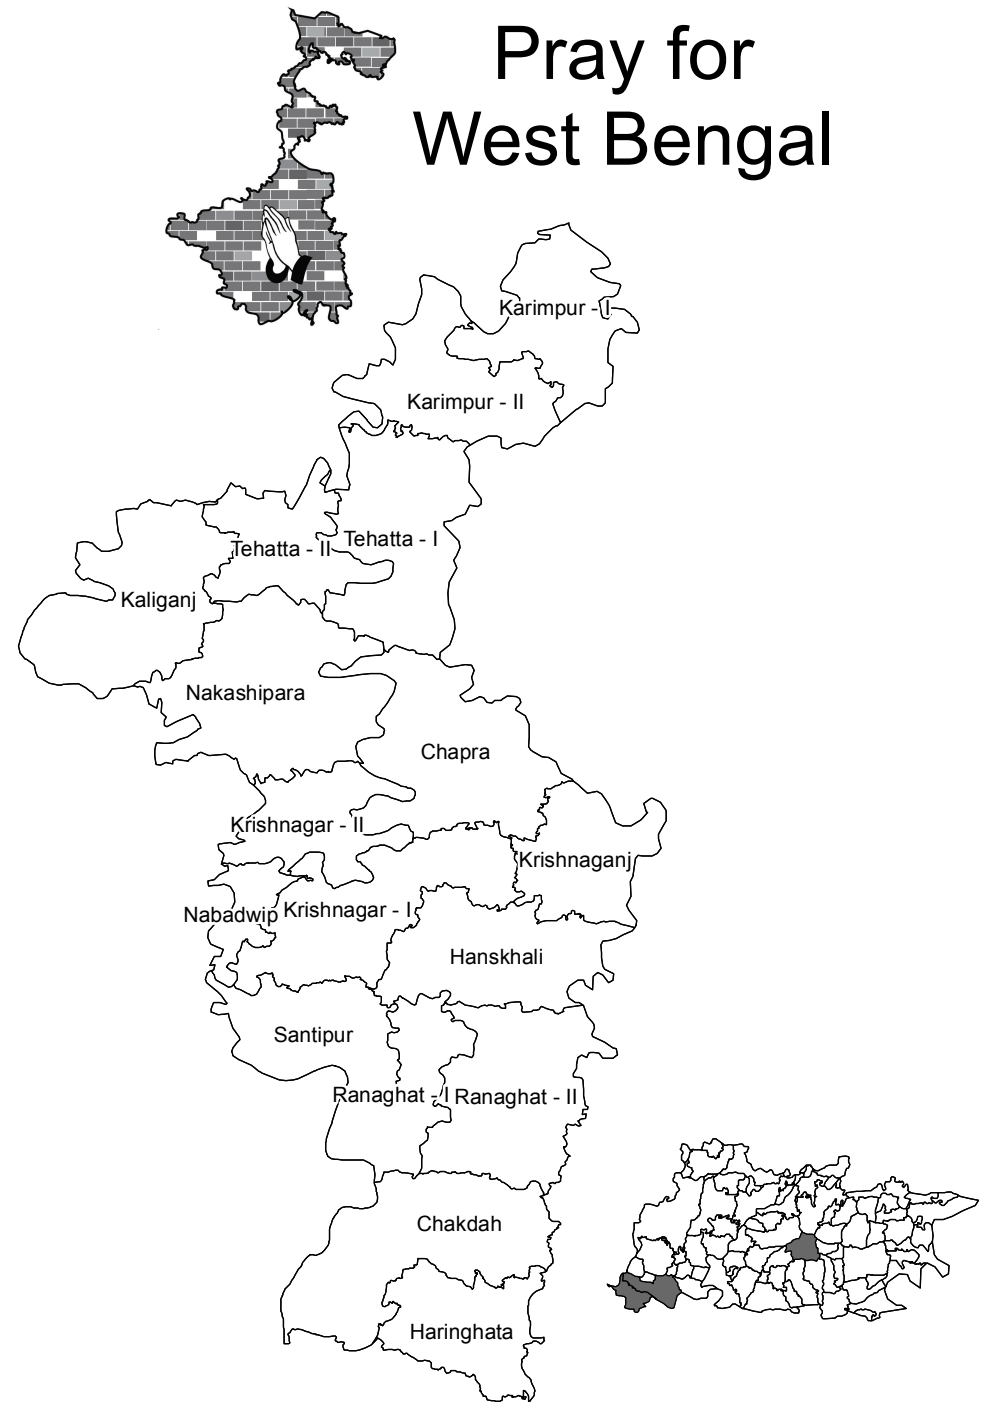 Pray for
West Bengal
Karimpur - I
Karimpur - II
Tehatta - I
Tehatta - II
Kaliganj
Nakashipara
Chapra
Krishnagar - II
Krishnaganj
Nabadwip
Krishnagar - I
Hanskhali
Santipur
Ranaghat - I
Ranaghat - II
Chakdah
Haringhata